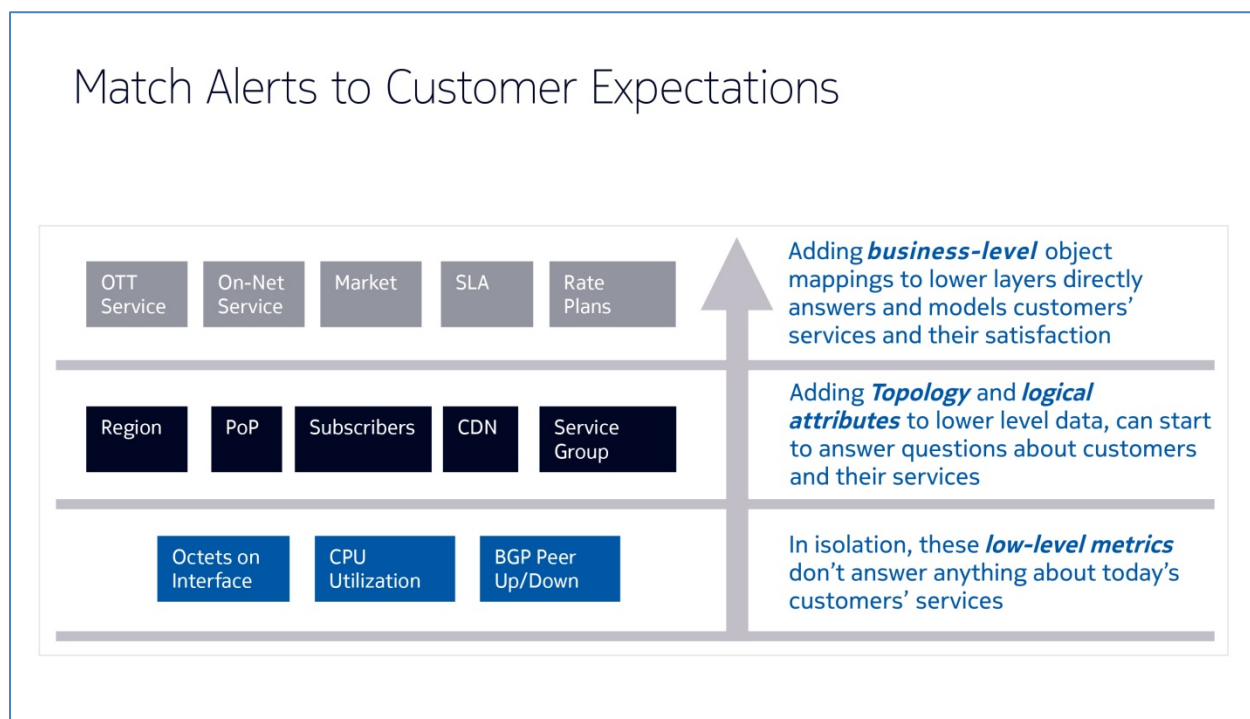 Match Alerts to Customer Expectations
OTT
Service
On-Net
Service
Market
SLA
Rate
Plans
Adding business-level object
mappings to lower layers directly
answers and models customers’
services and their satisfaction
Region
PoP
Subscribers
CDN
Service
Group
Adding Topology and logical
attributes to lower level data, can start
to answer questions about customers
and their services
Octets on
Interface
CPU
Utilization
BGP Peer
Up/Down
In isolation, these low-level metrics
don’t answer anything about today’s
customers’ services